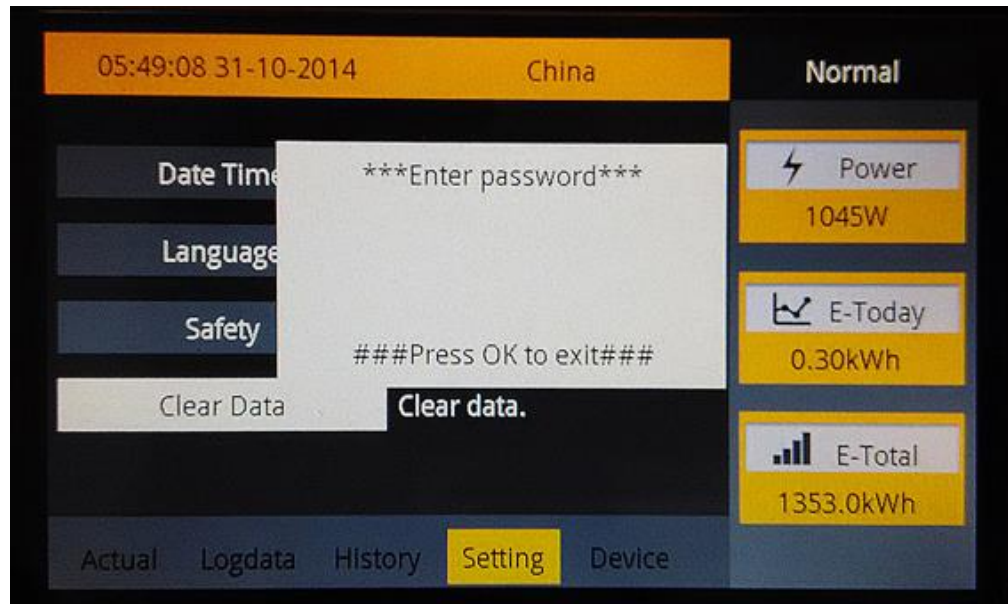 05:49:08 31-10-2014 China Normal
Date Time
***Enter password***
Language
Safety
###Press OK to exit###
Clear Data
Clear data.
Power
1045W
E-Today
0.30kWh
E-Total
1353.0kWh
Actual Logdata History Setting Device